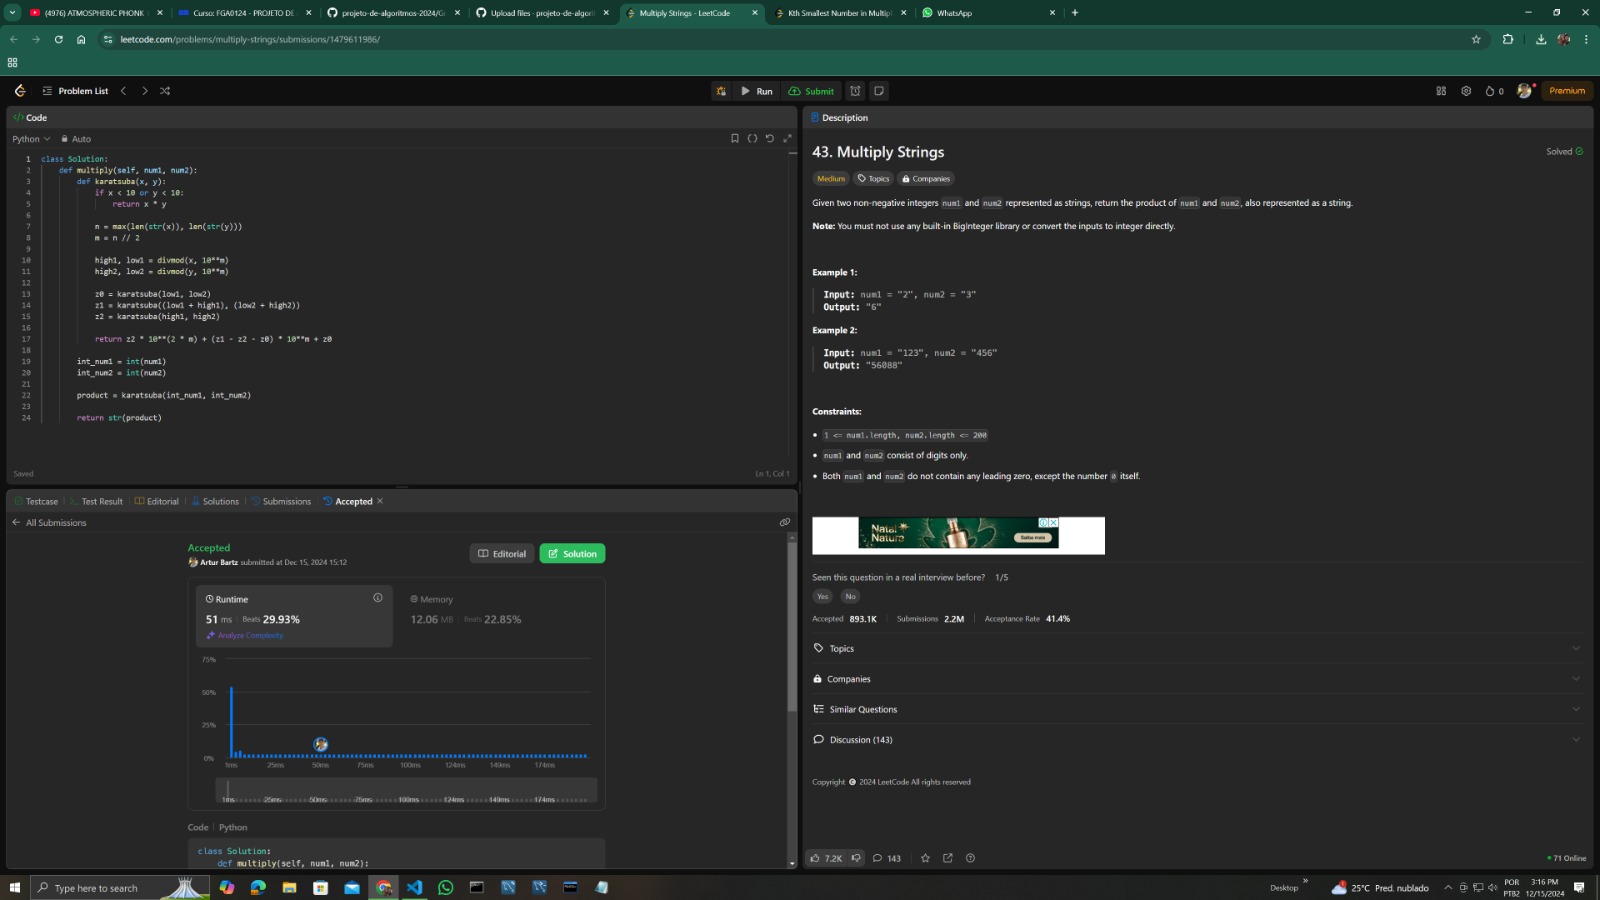 (4976) ATMOSPHERIC PHONK
Curso: FGA0124 - PROJETO DE
projeto-de-algoritmos-2024/Gr
Upload files · projeto-de-algorit
Multiply Strings - LeetCode
Kth Smallest Number in Multipl
WhatsApp
leetcode.com/problems/multiply-strings/submissions/1479611986/
Problem List
Run
Submit
0
Premium
Code
Python
Auto
1 class Solution:
2 def multiply(self, num1, num2):
3 def karatsuba(x, y):
4 if x < 10 or y < 10:
5 return x * y
6
7 n = max(len(str(x)), len(str(y)))
8 m = n // 2
9
10 high1, low1 = divmod(x, 10**m)
11 high2, low2 = divmod(y, 10**m)
12
13 z0 = karatsuba(low1, low2)
14 z1 = karatsuba((low1 + high1), (low2 + high2))
15 z2 = karatsuba(high1, high2)
16
17 return z2 * 10**(2 * m) + (z1 - z2 - z0) * 10**m + z0
18
19 int_num1 = int(num1)
20 int_num2 = int(num2)
21
22 product = karatsuba(int_num1, int_num2)
23
24 return str(product)
Saved
Ln 1, Col 1
Testcase
Test Result
Editorial
Solutions
Submissions
Accepted
All Submissions
Accepted
Artur Bartz submitted at Dec 15, 2024 15:12
Editorial
Solution
Runtime
51 ms
Beats 29.93%
Analyze Complexity
Memory
12.06 MB
Beats 22.85%
75%
50%
25%
0%
1ms 25ms 50ms 75ms 100ms 124ms 149ms 174ms
1ms 25ms 50ms 75ms 100ms 124ms 149ms 174ms
Code
Python
class Solution:
def multiply(self, num1, num2):
Description
43. Multiply Strings
Solved
Medium
Topics
Companies
Given two non-negative integers num1 and num2 represented as strings, return the product of num1 and num2, also represented as a string.
Note: You must not use any built-in BigInteger library or convert the inputs to integer directly.
Example 1:
Input: num1 = "2", num2 = "3"
Output: "6"
Example 2:
Input: num1 = "123", num2 = "456"
Output: "56088"
Constraints:
• 1 <= num1.length, num2.length <= 200
• num1 and num2 consist of digits only.
• Both num1 and num2 do not contain any leading zero, except the number 0 itself.
Natal
Natura
Saiba mais
Seen this question in a real interview before? 1/5
Yes
No
Accepted 893.1K
Submissions 2.2M
Acceptance Rate 41.4%
Topics
Companies
Similar Questions
Discussion (143)
Copyright © 2024 LeetCode All rights reserved
7.2K
143
71 Online
Type here to search
Desktop
25°C Pred. nublado
POR
PTB2
3:16 PM
12/15/2024